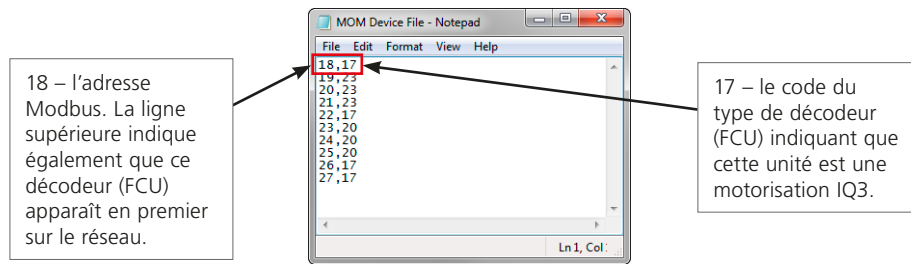 MOM Device File - Notepad
File Edit Format View Help
18,17
19,23
20,23
21,23
22,17
23,20
24,20
25,20
26,17
27,17
Ln 1, Col
18 – l’adresse
Modbus. La ligne
supérieure indique
également que ce
décodeur (FCU)
apparaît en premier
sur le réseau.
17 – le code du
type de décodeur
(FCU) indiquant que
cette unité est une
motorisation IQ3.